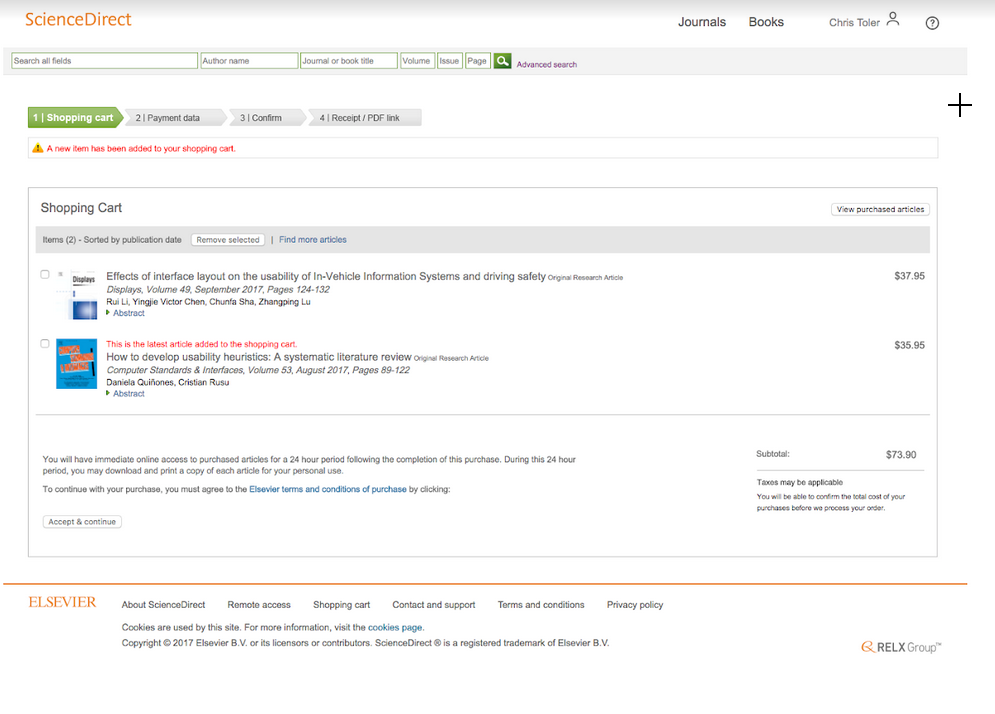 ScienceDirect
Journals Books Chris Toler ?
Search all fields Author name Journal or book title Volume Issue Page Advanced search
1 | Shopping cart 2 | Payment data 3 | Confirm 4 | Receipt / PDF link
A new item has been added to your shopping cart.
Shopping Cart
View purchased articles
Items (2) - Sorted by publication date Remove selected | Find more articles
Displays
Effects of interface layout on the usability of In-Vehicle Information Systems and driving safety Original Research Article $37.95
Displays, Volume 49, September 2017, Pages 124-132
Rui Li, Yingjie Victor Chen, Chunfa Sha, Zhangping Lu
Abstract
This is the latest article added to the shopping cart. $35.95
How to develop usability heuristics: A systematic literature review Original Research Article
Computer Standards & Interfaces, Volume 53, August 2017, Pages 89-122
Daniela Quiñones, Cristian Rusu
Abstract
You will have immediate online access to purchased articles for a 24 hour period following the completion of this purchase. During this 24 hour
period, you may download and print a copy of each article for your personal use.
To continue with your purchase, you must agree to the Elsevier terms and conditions of purchase by clicking:
Accept & continue
Subtotal: $73.90
Taxes may be applicable
You will be able to confirm the total cost of your
purchases before we process your order.
ELSEVIER
About ScienceDirect Remote access Shopping cart Contact and support Terms and conditions Privacy policy
Cookies are used by this site. For more information, visit the cookies page.
Copyright © 2017 Elsevier B.V. or its licensors or contributors. ScienceDirect ® is a registered trademark of Elsevier B.V.
RELX Group™